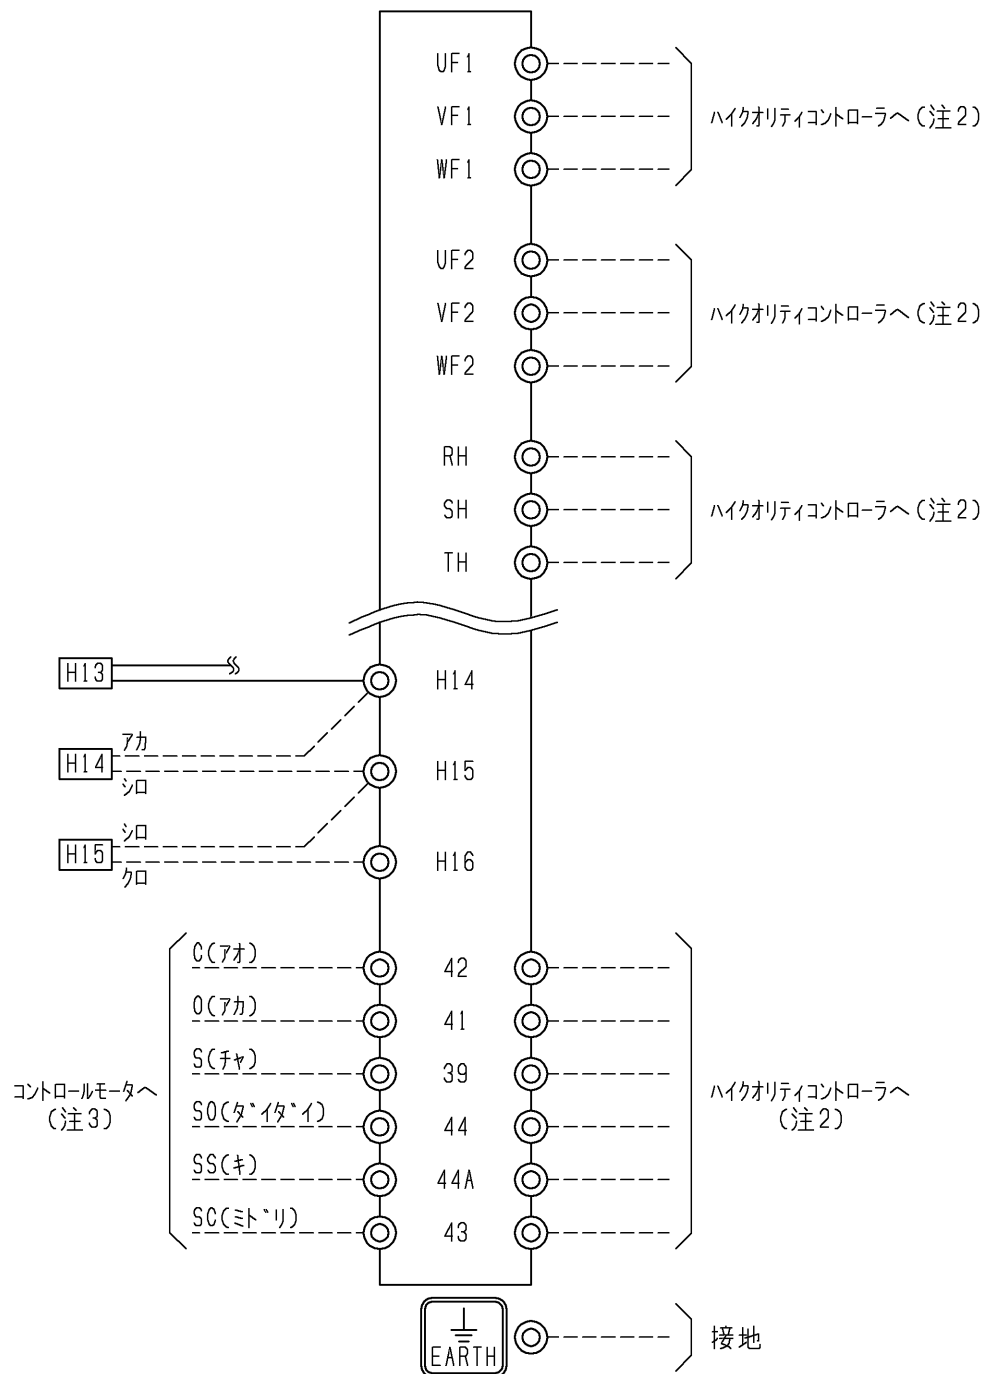 UF1
VF1
WF1
ハイクオリティコントローラへ(注2)
UF2
VF2
WF2
ハイクオリティコントローラへ(注2)
RH
SH
TH
ハイクオリティコントローラへ(注2)
H13
H14
アカ
H14
シロ
H15
シロ
H15
クロ
H16
コントロールモータへ
(注3)
C(アオ)
O(アカ)
S(チャ)
SO(ダイダイ)
SS(キ)
SC(ミドリ)
42
41
39
44
44A
43
ハイクオリティコントローラへ
(注2)
EARTH
接地